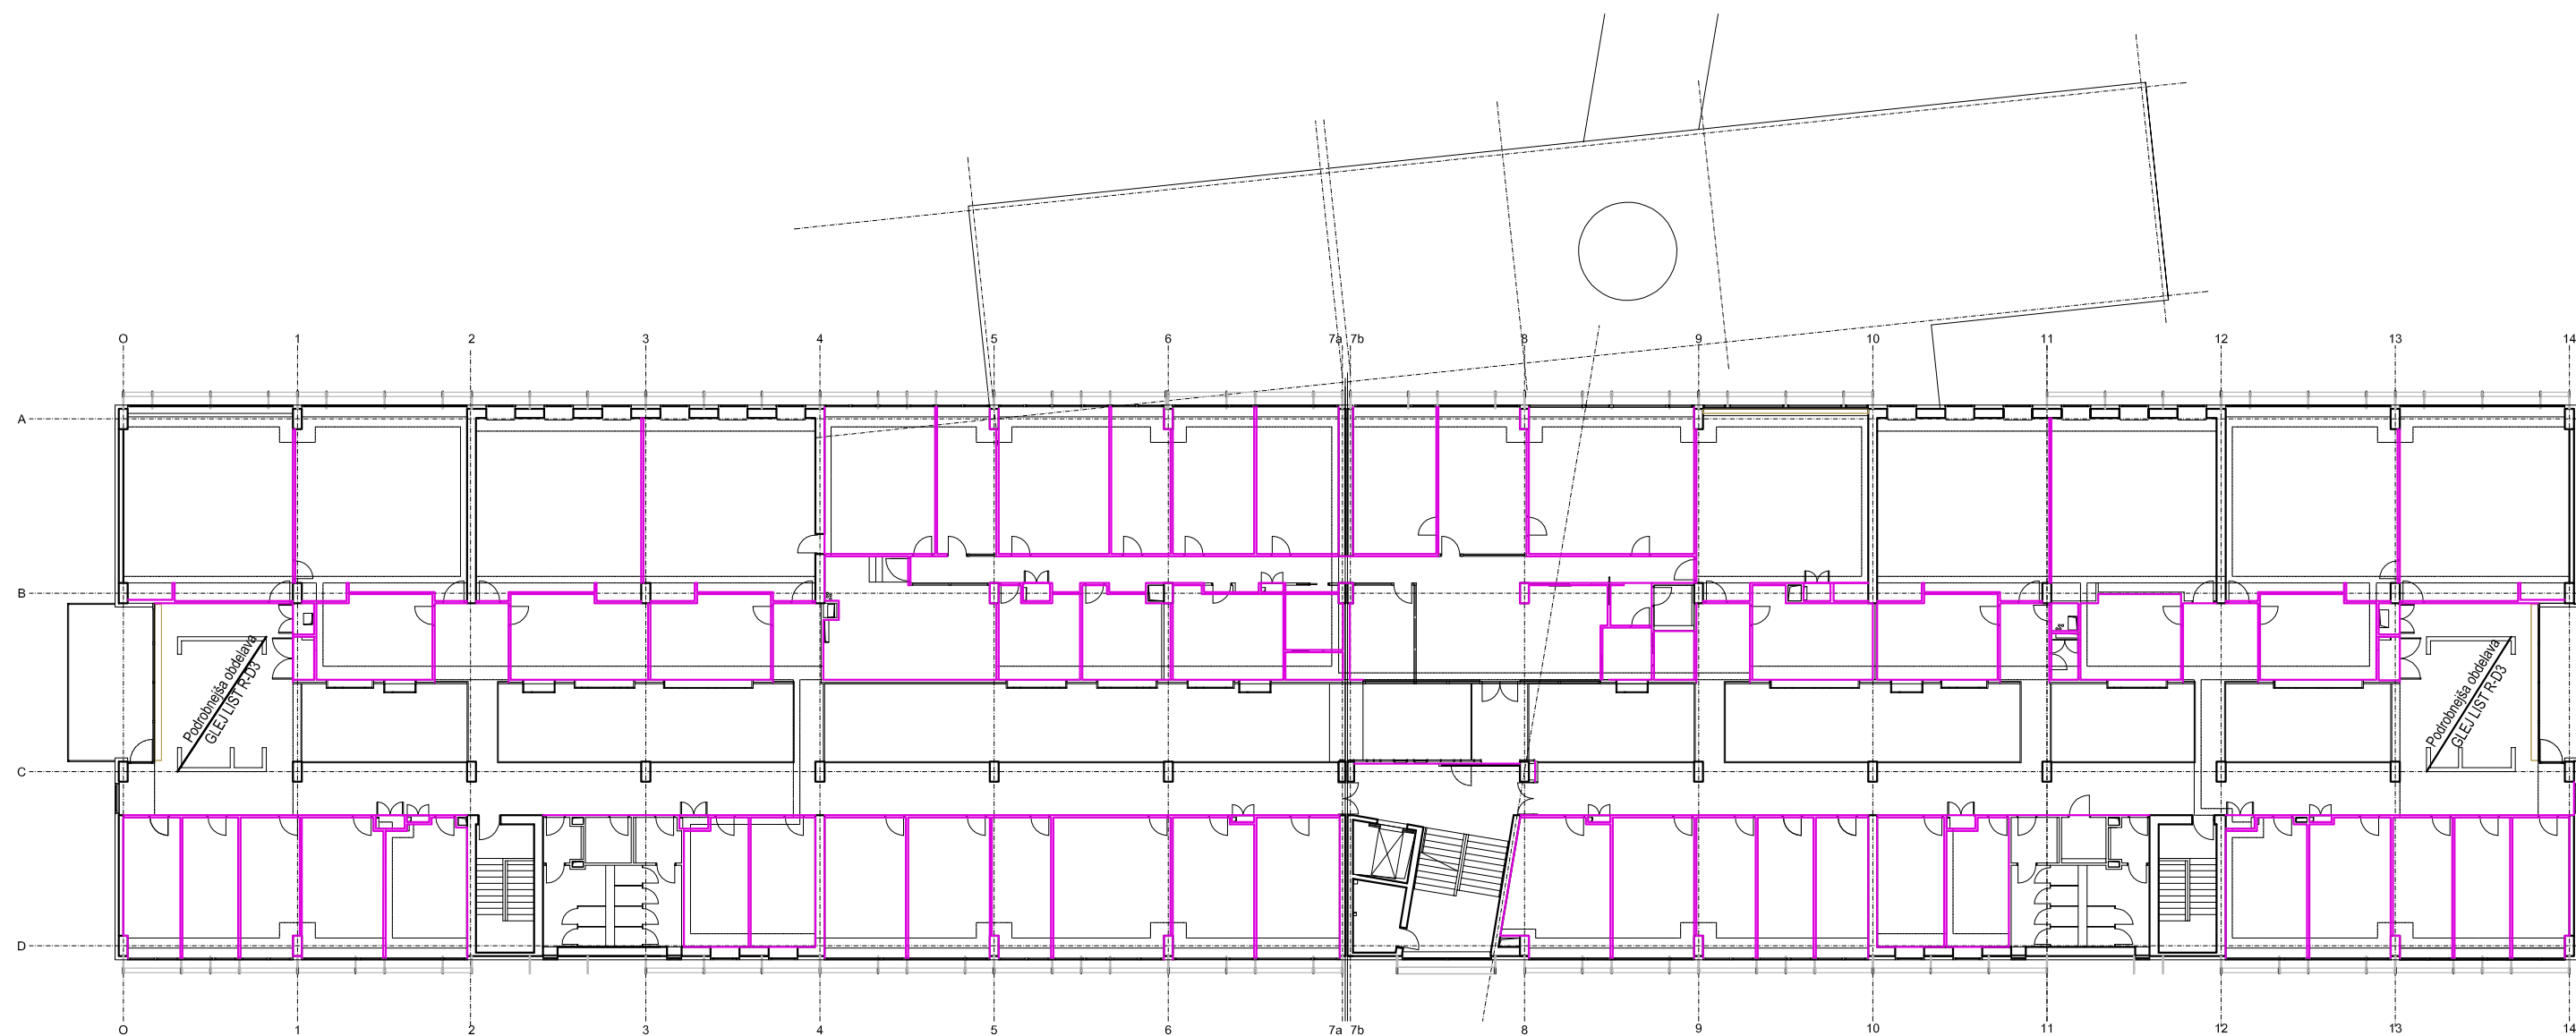 O 1 2 3 4 5 6 7a 7b 8 9 10 11 12 13 14
A
B
Podrobnejša obdelava
GLEJ LIST R-D3
Podrobnejša obdelava
GLEJ LIST R-D3
C
D
O 1 2 3 4 5 6 7a 7b 8 9 10 11 12 13 14